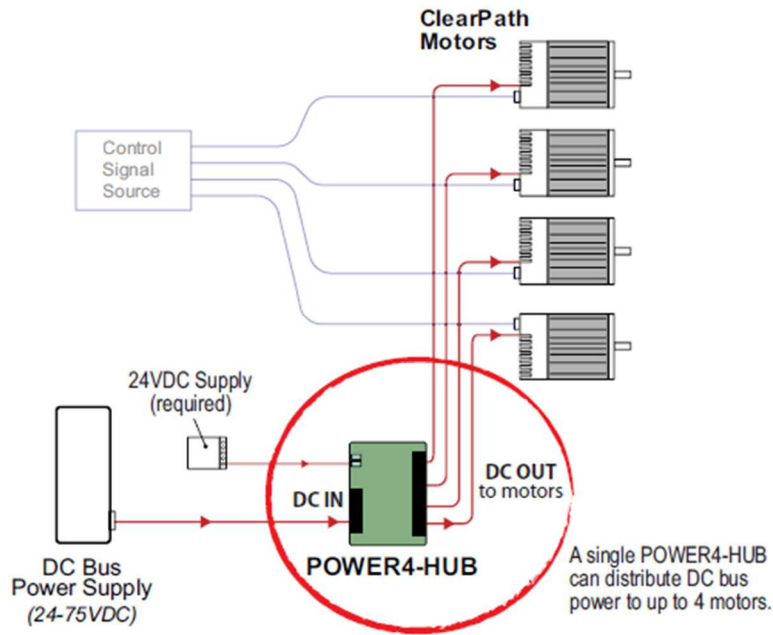 ClearPath
Motors
Control
Signal
Source
24VDC Supply
(required)
DC IN
DC OUT
to motors
POWER4-HUB
DC Bus
Power Supply
(24-75VDC)
A single POWER4-HUB
can distribute DC bus
power to up to 4 motors.